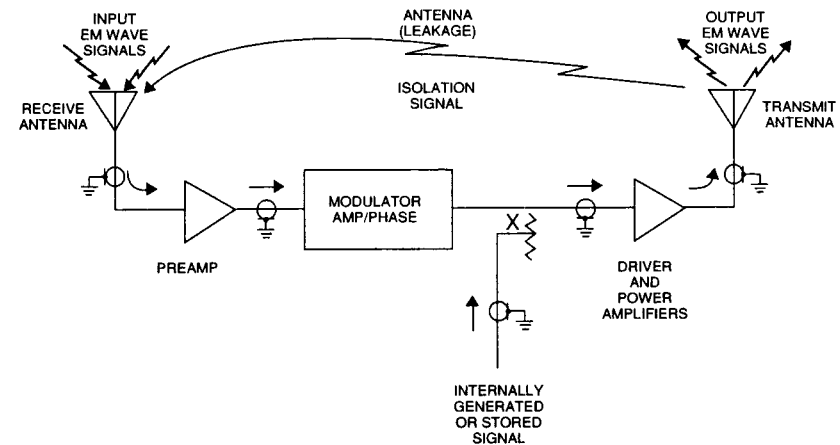 INPUT
EM WAVE
SIGNALS
ANTENNA
(LEAKAGE)
OUTPUT
EM WAVE
SIGNALS
ISOLATION
SIGNAL
RECEIVE
ANTENNA
TRANSMIT
ANTENNA
PREAMP
MODULATOR
AMP/PHASE
X
DRIVER
AND
POWER
AMPLIFIERS
INTERNALLY
GENERATED
OR STORED
SIGNAL